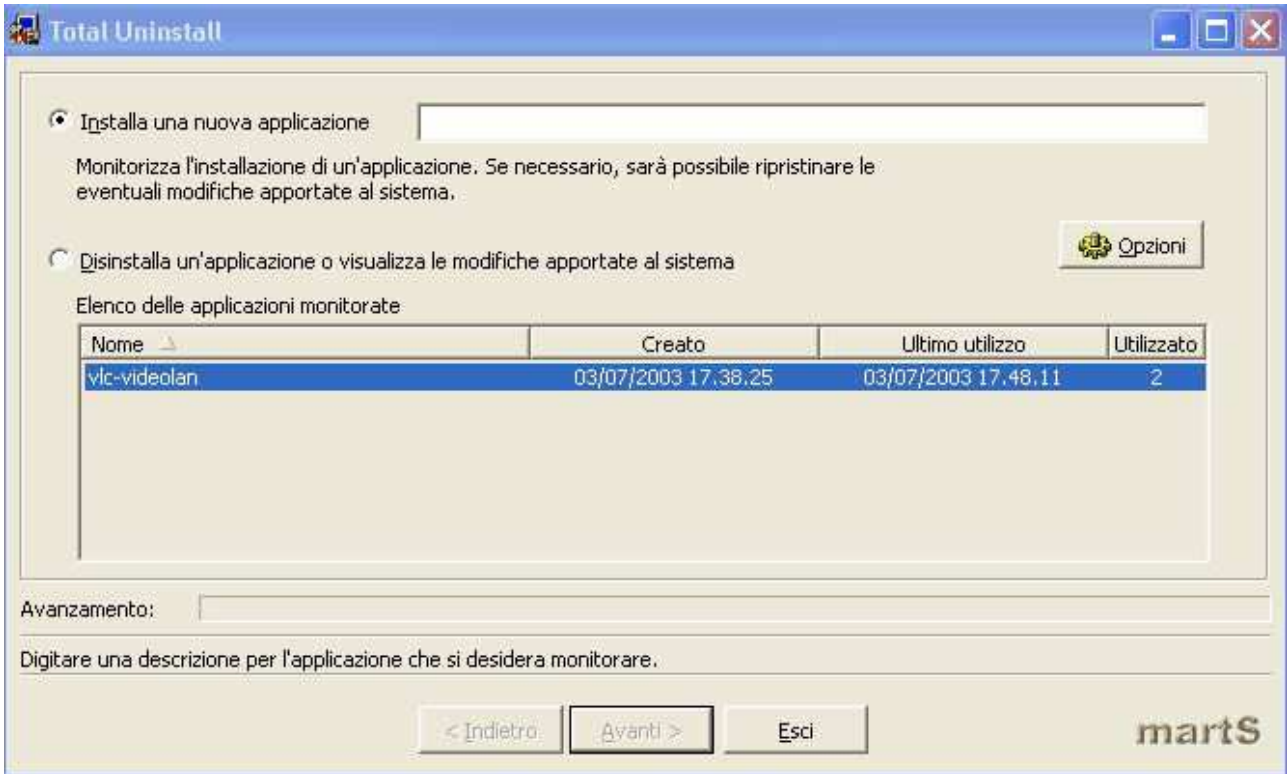 Total Uninstall
Installa una nuova applicazione
Monitorizza l'installazione di un'applicazione. Se necessario, sarà possibile ripristinare le
eventuali modifiche apportate al sistema.
Opzioni
Disinstalla un'applicazione o visualizza le modifiche apportate al sistema
Elenco delle applicazioni monitorate
Nome Creato Ultimo utilizzo Utilizzato
vlc-videolan 03/07/2003 17.38.25 03/07/2003 17.48.11 2
Avanzamento:
Digitare una descrizione per l'applicazione che si desidera monitorare.
< Indietro Avanti > Esci
martS